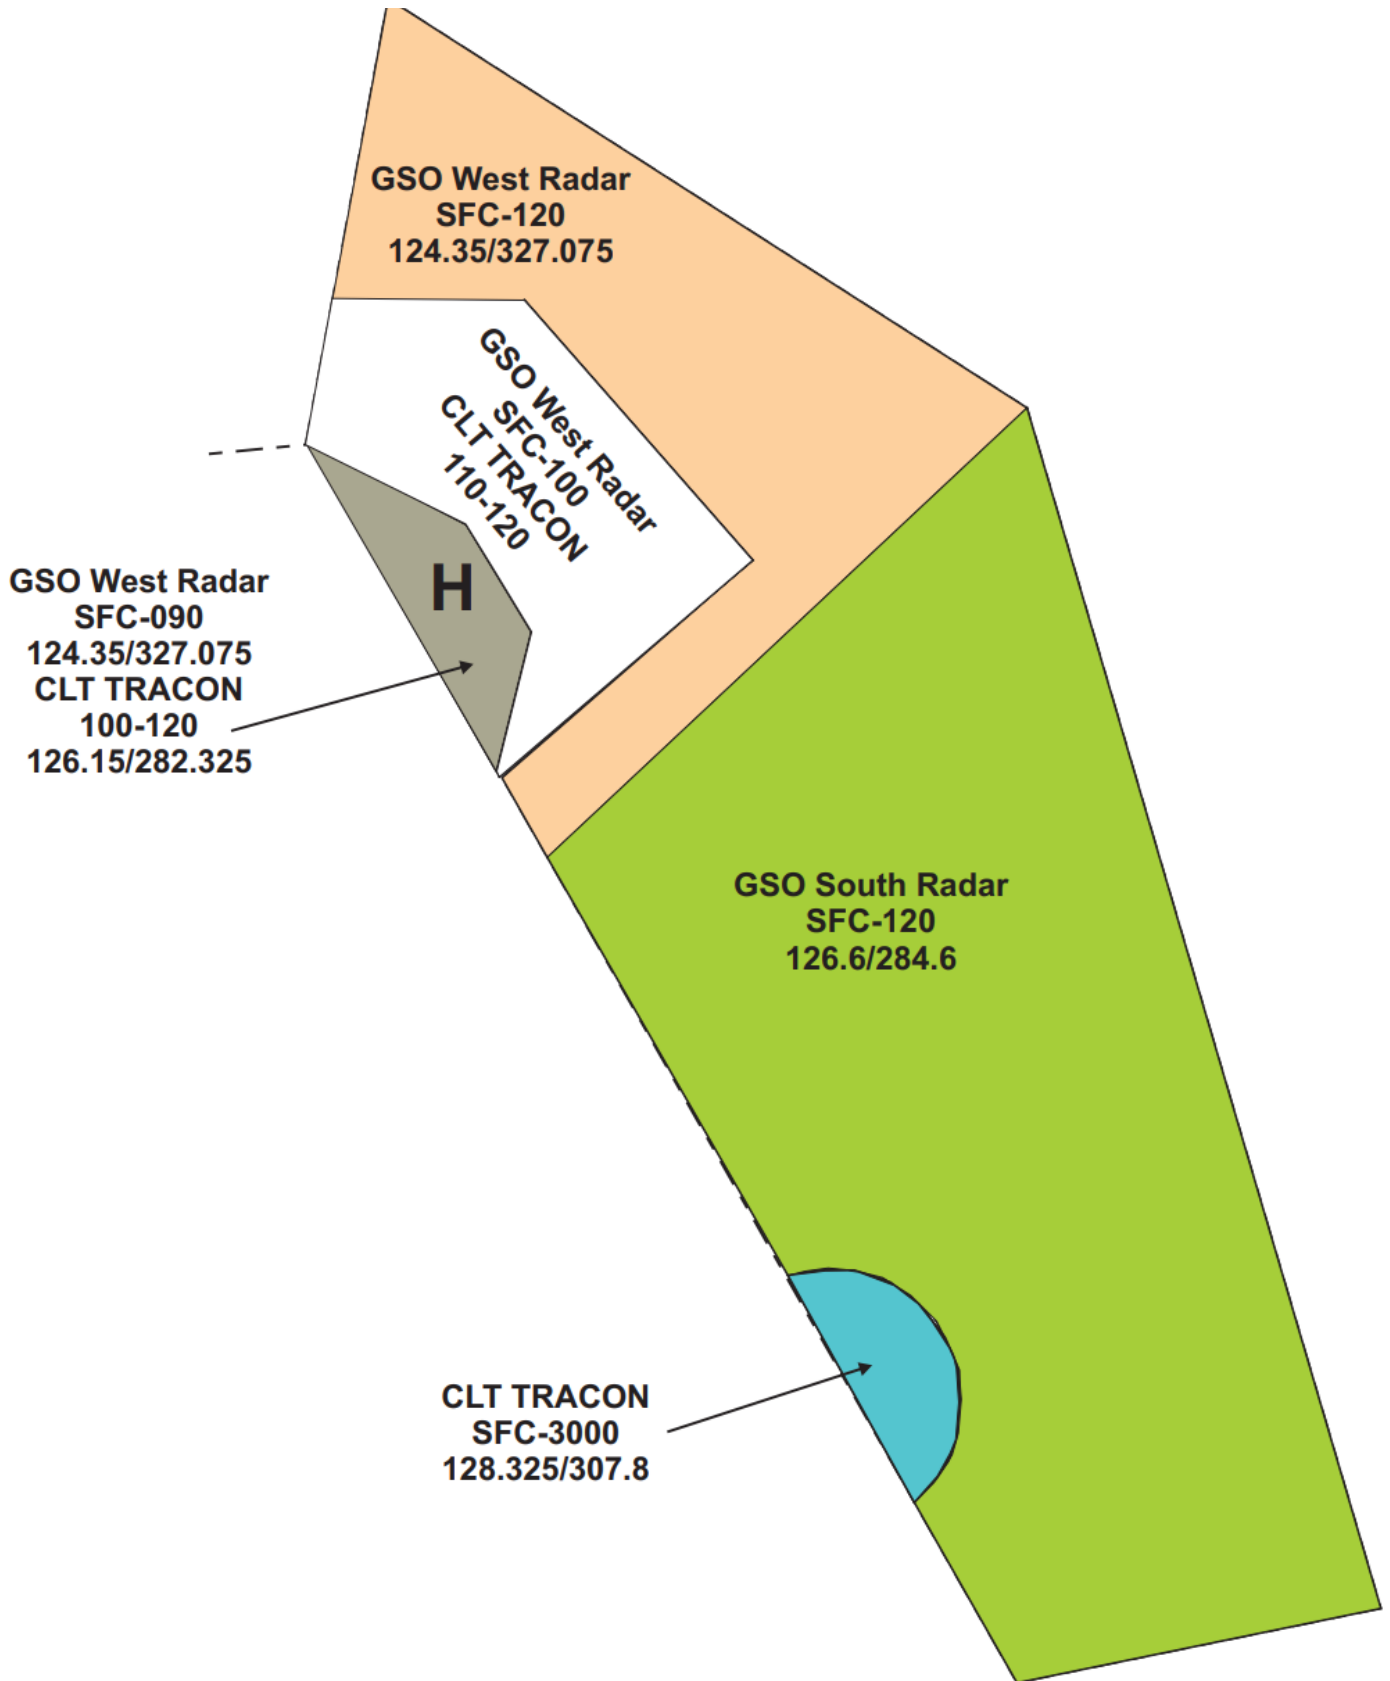 GSO West Radar
SFC-120
124.35/327.075
GSO West Radar
SFC-100
CLT TRACON
110-120
H
GSO West Radar
SFC-090
124.35/327.075
CLT TRACON
100-120
126.15/282.325
GSO South Radar
SFC-120
126.6/284.6
CLT TRACON
SFC-3000
128.325/307.8